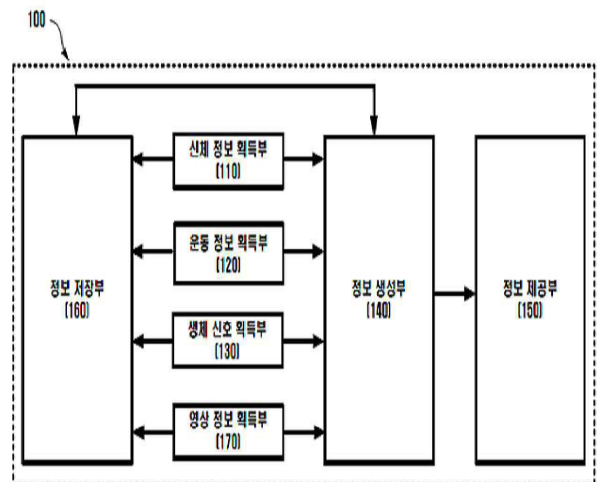 100
신체 정보 획득부
(110)
운동 정보 획득부
(120)
정보 저장부
(160)
정보 생성부
(140)
정보 제공부
(150)
생체 신호 획득부
(130)
영상 정보 획득부
(170)